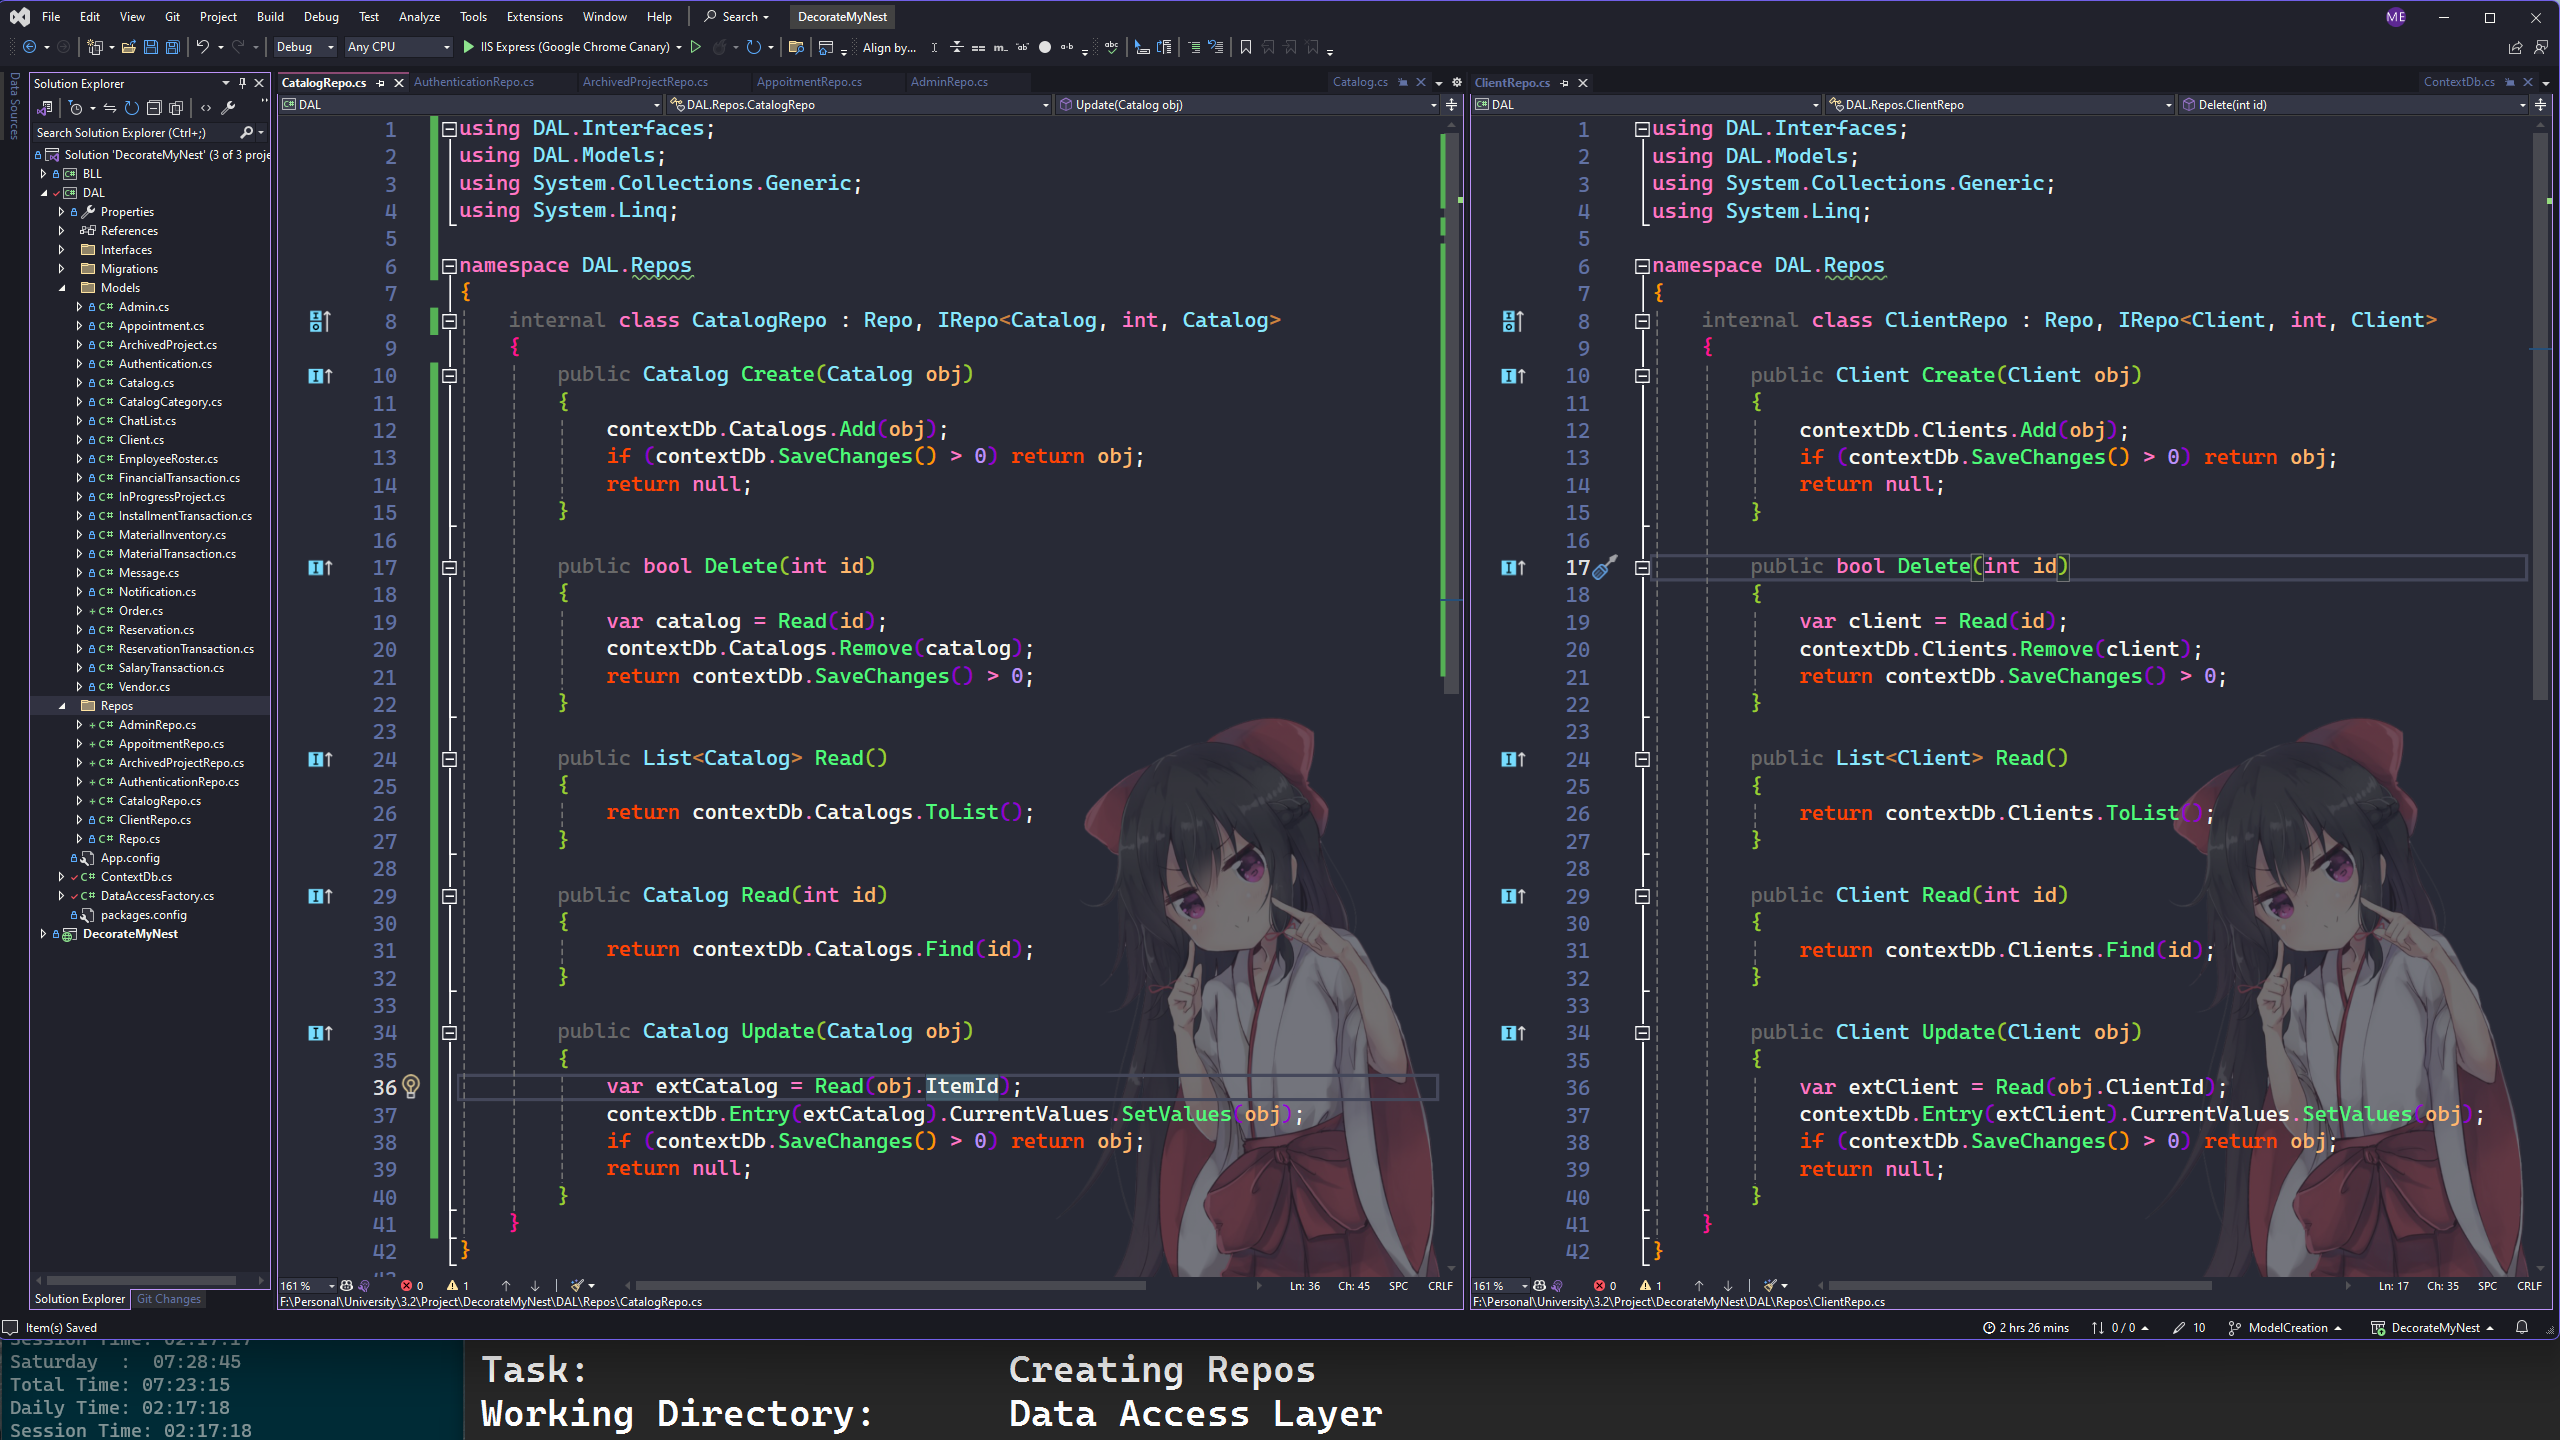 File Edit View Git Project Build Debug Test Analyze Tools Extensions Window Help Search DecorateMyNest ME
Debug Any CPU IIS Express (Google Chrome Canary) Align by...
Data Sources
Solution Explorer
Search Solution Explorer (Ctrl+;)
Solution 'DecorateMyNest' (3 of 3 proje
BLL
DAL
Properties
References
Interfaces
Migrations
Models
C# Admin.cs
C# Appointment.cs
C# ArchivedProject.cs
C# Authentication.cs
C# Catalog.cs
C# CatalogCategory.cs
C# ChatList.cs
C# Client.cs
C# EmployeeRoster.cs
C# FinancialTransaction.cs
C# InProgressProject.cs
C# InstallmentTransaction.cs
C# MaterialInventory.cs
C# MaterialTransaction.cs
C# Message.cs
C# Notification.cs
+ C# Order.cs
C# Reservation.cs
C# ReservationTransaction.cs
C# SalaryTransaction.cs
C# Vendor.cs
Repos
+ C# AdminRepo.cs
+ C# AppoitmentRepo.cs
+ C# ArchivedProjectRepo.cs
+ C# AuthenticationRepo.cs
+ C# CatalogRepo.cs
C# ClientRepo.cs
C# Repo.cs
App.config
C# ContextDb.cs
C# DataAccessFactory.cs
packages.config
DecorateMyNest
Solution Explorer Git Changes
CatalogRepo.cs AuthenticationRepo.cs ArchivedProjectRepo.cs AppoitmentRepo.cs AdminRepo.cs Catalog.cs
DAL DAL.Repos.CatalogRepo Update(Catalog obj)
1 using DAL.Interfaces;
2 using DAL.Models;
3 using System.Collections.Generic;
4 using System.Linq;
5
6 namespace DAL.Repos
7 {
8 internal class CatalogRepo : Repo, IRepo<Catalog, int, Catalog>
9 {
10 public Catalog Create(Catalog obj)
11 {
12 contextDb.Catalogs.Add(obj);
13 if (contextDb.SaveChanges() > 0) return obj;
14 return null;
15 }
16
17 public bool Delete(int id)
18 {
19 var catalog = Read(id);
20 contextDb.Catalogs.Remove(catalog);
21 return contextDb.SaveChanges() > 0;
22 }
23
24 public List<Catalog> Read()
25 {
26 return contextDb.Catalogs.ToList();
27 }
28
29 public Catalog Read(int id)
30 {
31 return contextDb.Catalogs.Find(id);
32 }
33
34 public Catalog Update(Catalog obj)
35 {
36 var extCatalog = Read(obj.ItemId);
37 contextDb.Entry(extCatalog).CurrentValues.SetValues(obj);
38 if (contextDb.SaveChanges() > 0) return obj;
39 return null;
40 }
41 }
42 }
161 % 0 1 Ln: 36 Ch: 45 SPC CRLF
F:\Personal\University\3.2\Project\DecorateMyNest\DAL\Repos\CatalogRepo.cs
ClientRepo.cs ContextDb.cs
DAL DAL.Repos.ClientRepo Delete(int id)
1 using DAL.Interfaces;
2 using DAL.Models;
3 using System.Collections.Generic;
4 using System.Linq;
5
6 namespace DAL.Repos
7 {
8 internal class ClientRepo : Repo, IRepo<Client, int, Client>
9 {
10 public Client Create(Client obj)
11 {
12 contextDb.Clients.Add(obj);
13 if (contextDb.SaveChanges() > 0) return obj;
14 return null;
15 }
16
17 public bool Delete(int id)
18 {
19 var client = Read(id);
20 contextDb.Clients.Remove(client);
21 return contextDb.SaveChanges() > 0;
22 }
23
24 public List<Client> Read()
25 {
26 return contextDb.Clients.ToList();
27 }
28
29 public Client Read(int id)
30 {
31 return contextDb.Clients.Find(id);
32 }
33
34 public Client Update(Client obj)
35 {
36 var extClient = Read(obj.ClientId);
37 contextDb.Entry(extClient).CurrentValues.SetValues(obj);
38 if (contextDb.SaveChanges() > 0) return obj;
39 return null;
40 }
41 }
42 }
161 % 0 1 Ln: 17 Ch: 35 SPC CRLF
F:\Personal\University\3.2\Project\DecorateMyNest\DAL\Repos\ClientRepo.cs
Item(s) Saved 2 hrs 26 mins 0 / 0 10 ModelCreation DecorateMyNest
Session Time: 02:17:17
Saturday : 07:28:45
Total Time: 07:23:15
Daily Time: 02:17:18
Session Time: 02:17:18
Task: Creating Repos
Working Directory: Data Access Layer